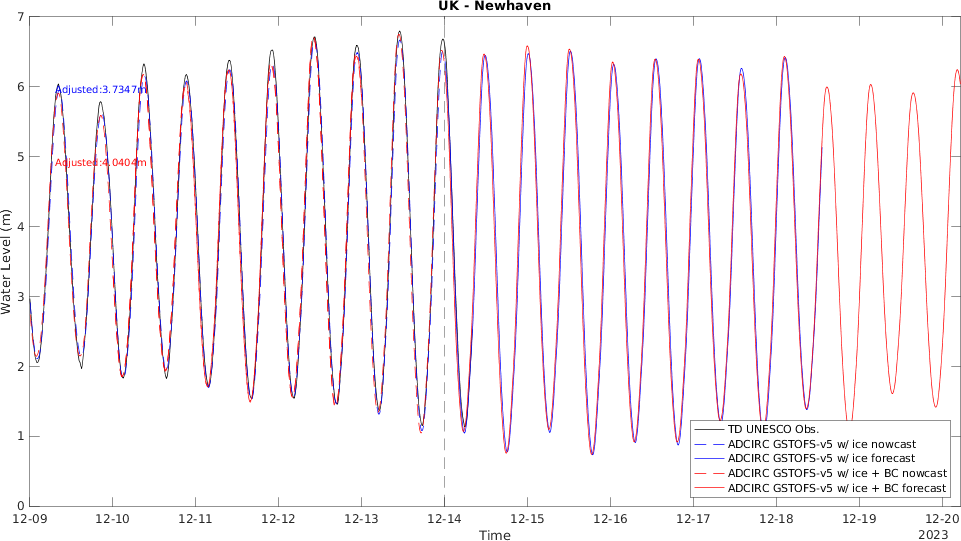 UK - Newhaven
7
6
5
4
3
2
1
0
Water Level (m)
Adjusted:3.7347m
Adjusted:4.0404m
TD UNESCO Obs.
ADCIRC GSTOFS-v5 w/ ice nowcast
ADCIRC GSTOFS-v5 w/ ice forecast
ADCIRC GSTOFS-v5 w/ ice + BC nowcast
ADCIRC GSTOFS-v5 w/ ice + BC forecast
12-09 12-10 12-11 12-12 12-13 12-14 12-15 12-16 12-17 12-18 12-19 12-20
Time
2023